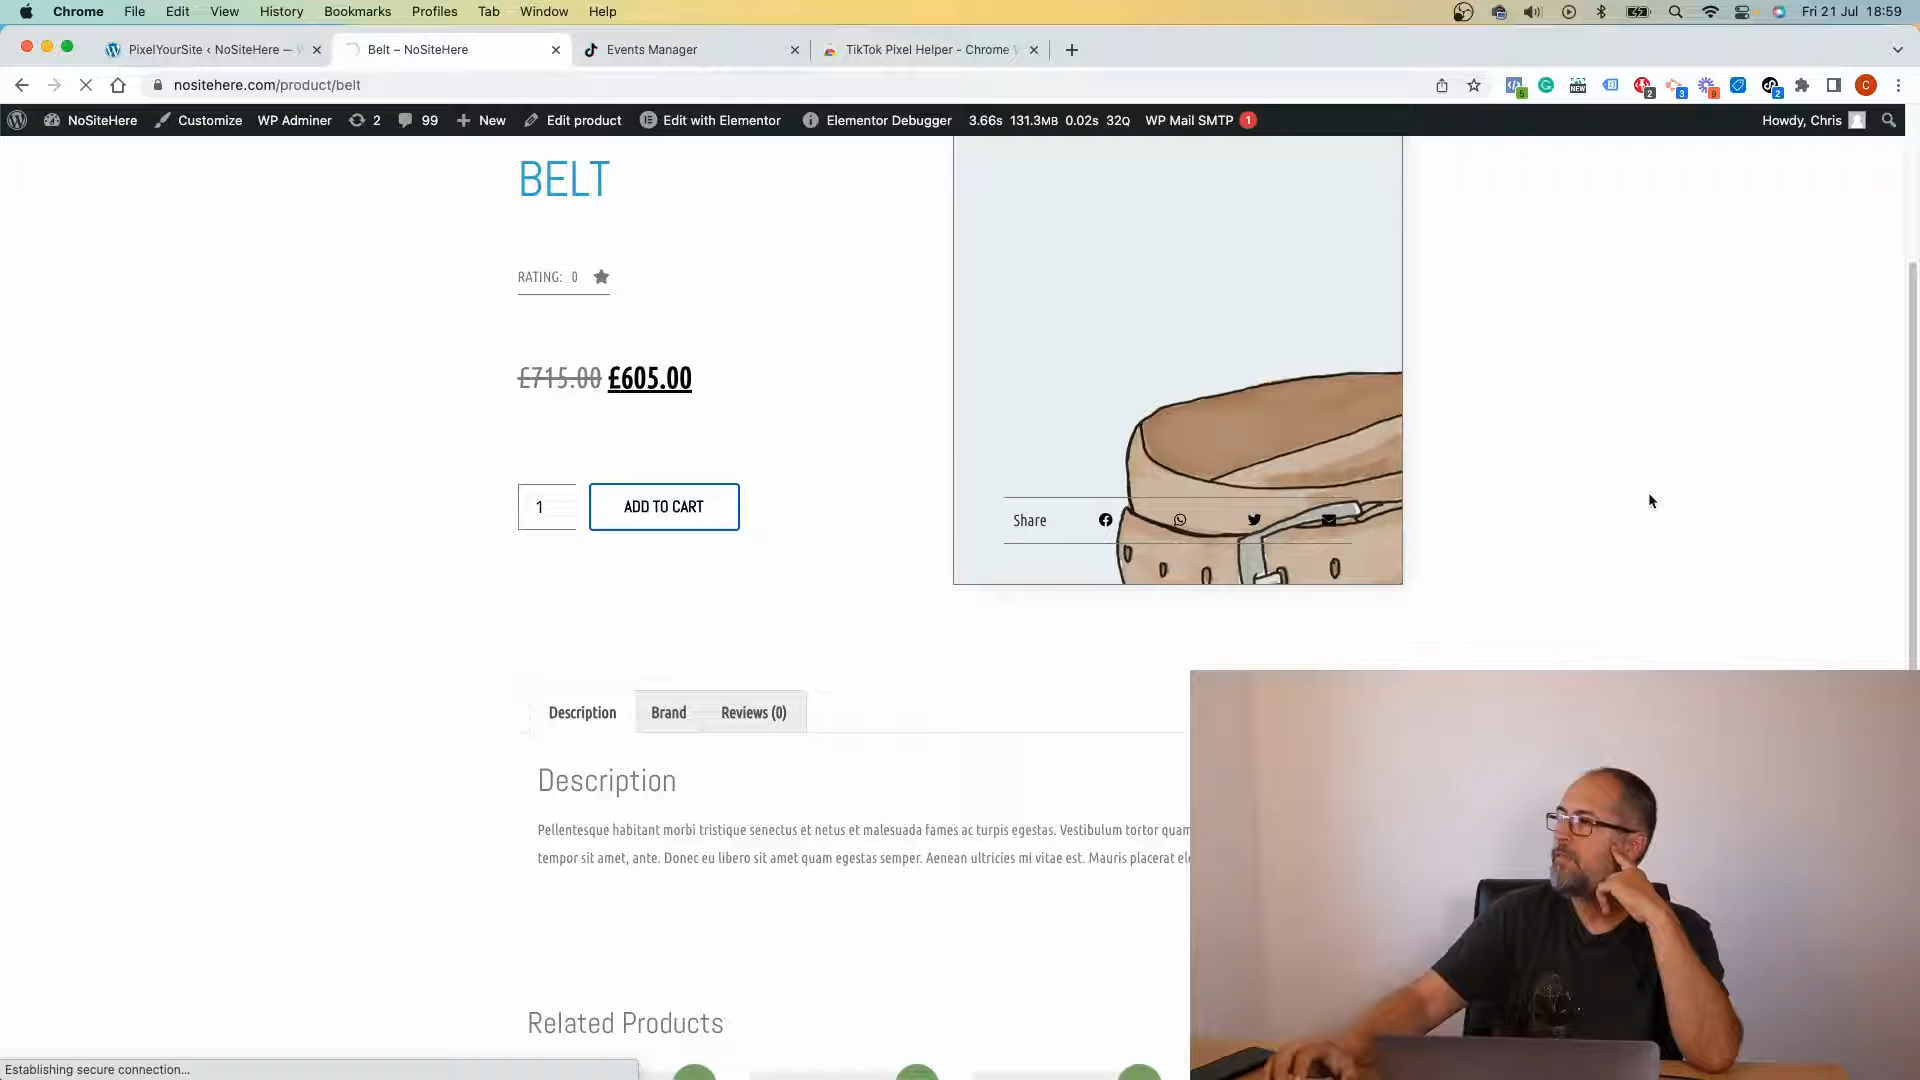 Chrome File Edit View History Bookmarks Profiles Tab Window Help Fri 21 Jul 18:59
PixelYourSite ‹ NoSiteHere — Belt – NoSiteHere Events Manager TikTok Pixel Helper - Chrome
nositehere.com/product/belt
NoSiteHere Customize WP Adminer 2 99 New Edit product Edit with Elementor Elementor Debugger 3.66s 131.3MB 0.02s 32Q WP Mail SMTP 1 Howdy, Chris
BELT
RATING: 0
£715.00 £605.00
1 ADD TO CART
Share
Description Brand Reviews (0)
Description
Pellentesque habitant morbi tristique senectus et netus et malesuada fames ac turpis egestas. Vestibulum tortor quam
tempor sit amet, ante. Donec eu libero sit amet quam egestas semper. Aenean ultricies mi vitae est. Mauris placerat
Related Products
Establishing secure connection...